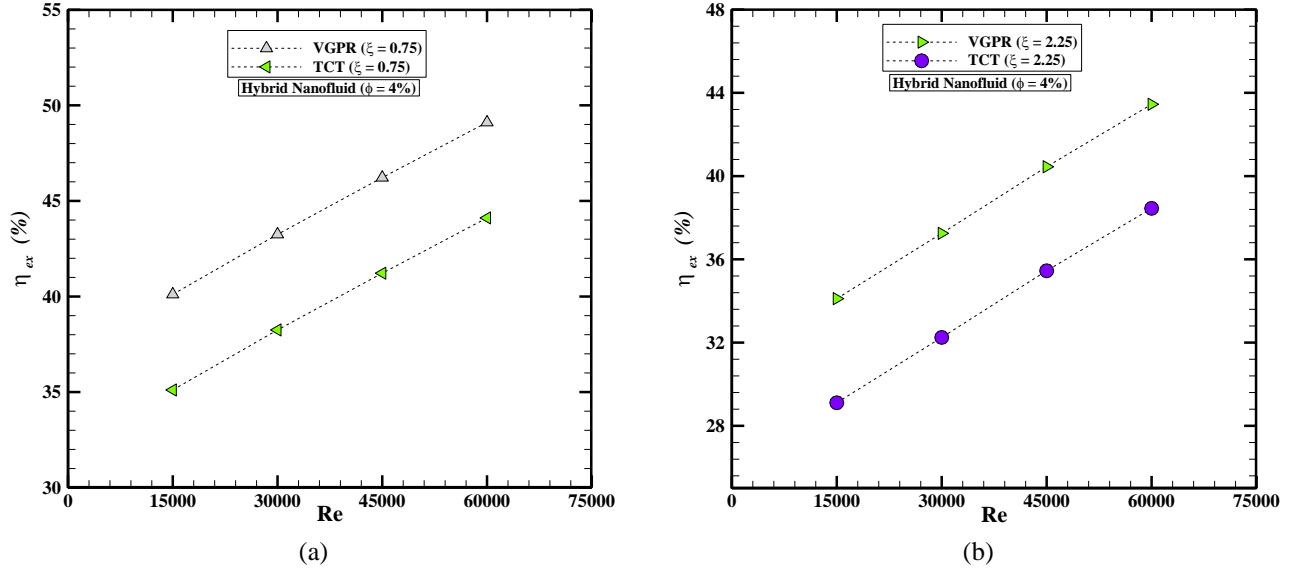 55
50
45
40
35
30
η ex (%)
VGPR (ξ = 0.75)
TCT (ξ = 0.75)
Hybrid Nanofluid (ϕ = 4%)
0 15000 30000 45000 60000 75000
Re
(a)
48
44
40
36
32
28
η ex (%)
VGPR (ξ = 2.25)
TCT (ξ = 2.25)
Hybrid Nanofluid (ϕ = 4%)
0 15000 30000 45000 60000 75000
Re
(b)